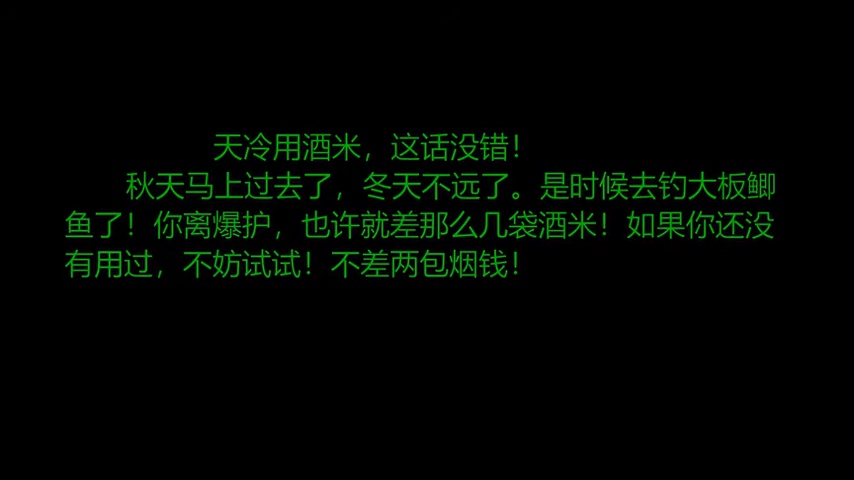 天冷用酒米，这话没错！
秋天马上过去了，冬天不远了。是时候去钓大板鲫
鱼了！你离爆护，也许就差那么几袋酒米！如果你还没
有用过，不妨试试！不差两包烟钱！